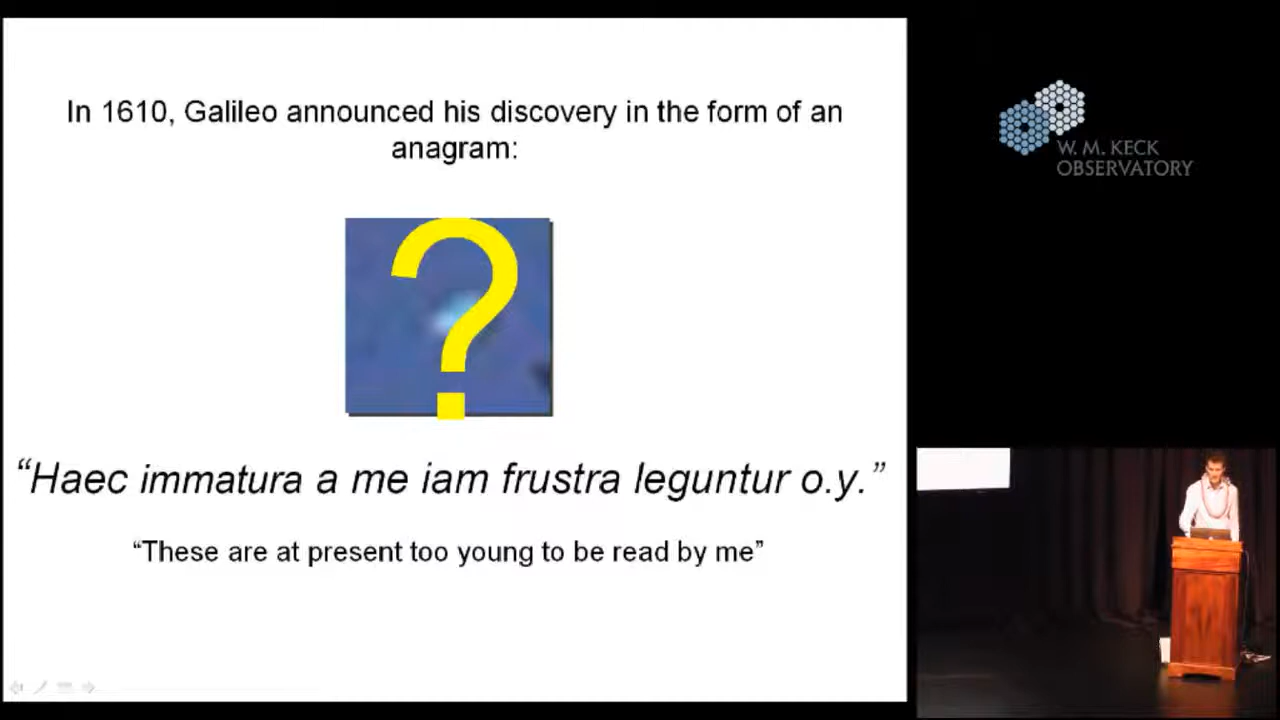 In 1610, Galileo announced his discovery in the form of an
anagram:
?
“Haec immatura a me iam frustra leguntur o.y.”
“These are at present too young to be read by me”
W. M. KECK
OBSERVATORY